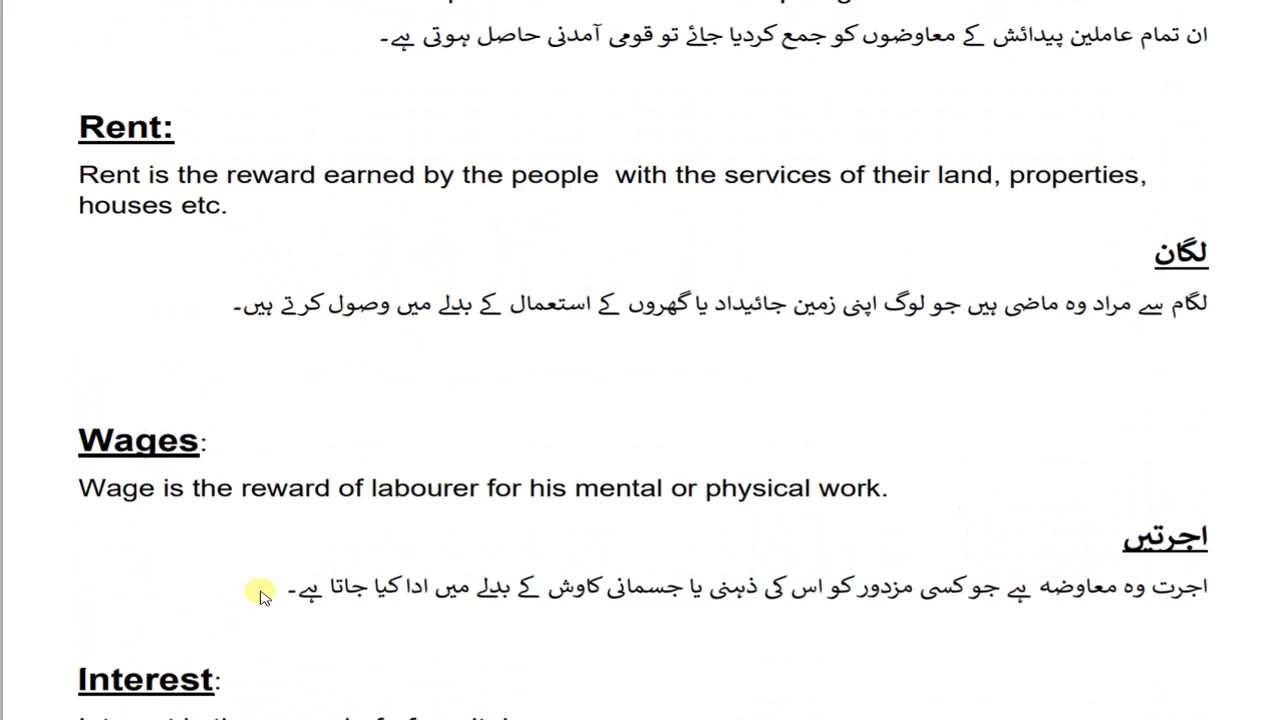 ان تمام عاملین پیدائش کے معاوضوں کو جمع کردیا جائے تو قومی آمدنی حاصل ہوتی ہے۔
Rent:
Rent is the reward earned by the people with the services of their land, properties,
houses etc.
لگان
لگام سے مراد وہ ماضی ہیں جو لوگ اپنی زمین جائیداد یا گھروں کے استعمال کے بدلے میں وصول کرتے ہیں۔
Wages:
Wage is the reward of labourer for his mental or physical work.
اجرتیں
اجرت وہ معاوضہ ہے جو کسی مزدور کو اس کی ذہنی یا جسمانی کاوش کے بدلے میں ادا کیا جاتا ہے۔
Interest: